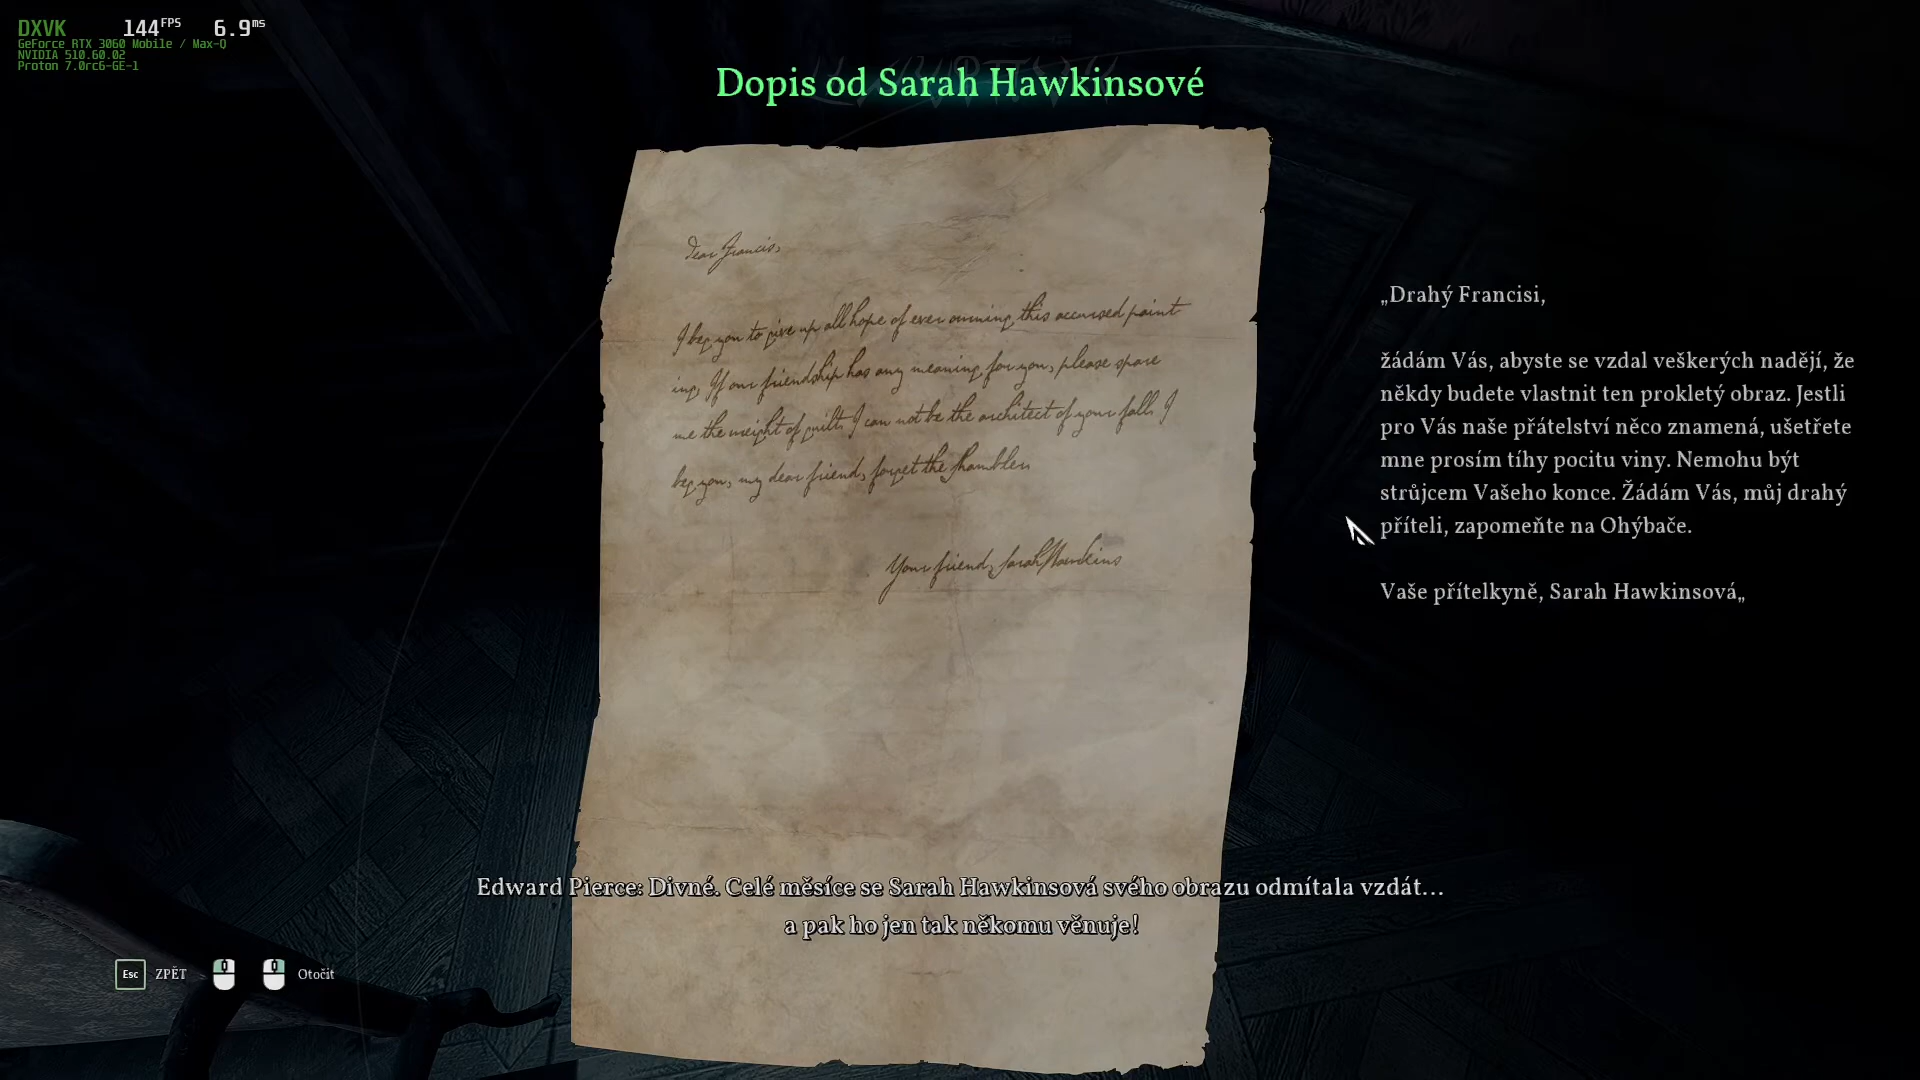 DXVK 144FPS 6.9ms
GeForce RTX 3060 Mobile / Max-Q
NVIDIA 510.60.02
Proton 7.0rc6-GE-1
Dopis od Sarah Hawkinsové
Dear Francis,
I beg you to give up all hope of ever owning this accursed paint
ing. If our friendship has any meaning for you, please spare
me the weight of guilt. I can not be the architect of your fall. I
beg you, my dear friend, forget the Shambler.
Your friend, Sarah Hawkins
„Drahý Francisi,
žádám Vás, abyste se vzdal veškerých nadějí, že
někdy budete vlastnit ten prokletý obraz. Jestli
pro Vás naše přátelství něco znamená, ušetřete
mne prosím tíhy pocitu viny. Nemohu být
strůjcem Vašeho konce. Žádám Vás, můj drahý
příteli, zapomeňte na Ohýbače.
Vaše přítelkyně, Sarah Hawkinsová„
Edward Pierce: Divné. Celé měsíce se Sarah Hawkinsová svého obrazu odmítala vzdát...
a pak ho jen tak někomu věnuje!
Esc ZPĚT Otočit